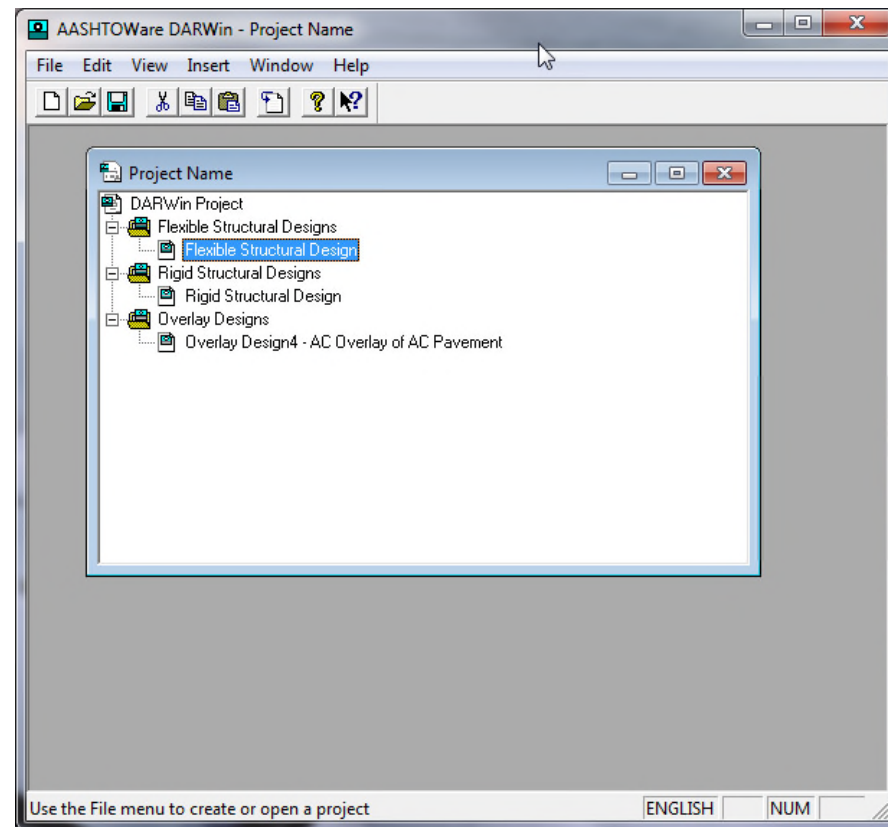 AASHTOWare DARWin - Project Name
File Edit View Insert Window Help
Project Name
DARWin Project
Flexible Structural Designs
Flexible Structural Design
Rigid Structural Designs
Rigid Structural Design
Overlay Designs
Overlay Design4 - AC Overlay of AC Pavement
Use the File menu to create or open a project ENGLISH NUM